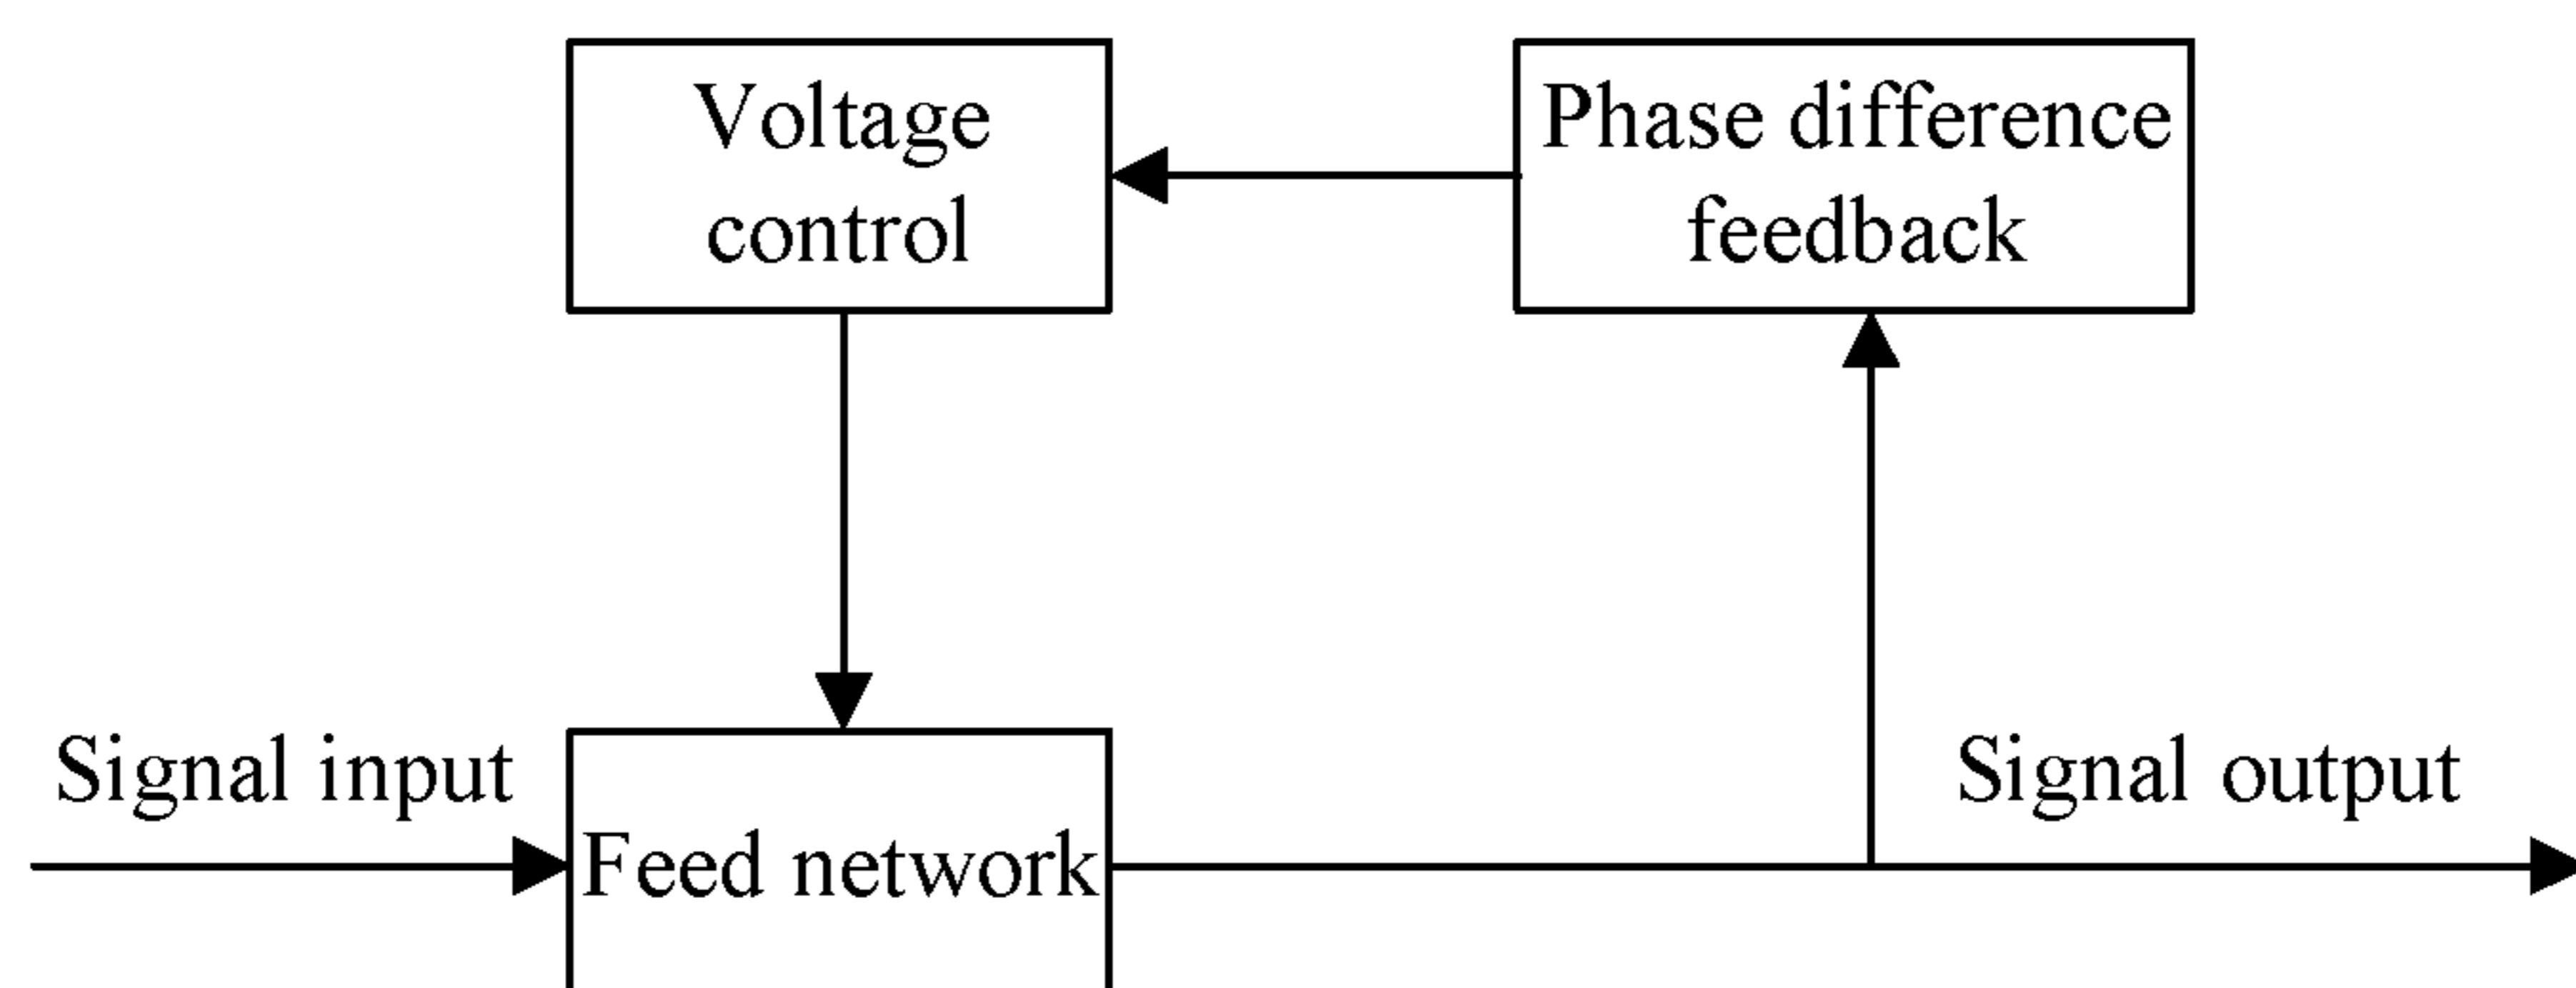 Voltage
control
Phase difference
feedback
Signal input
Feed network
Signal output